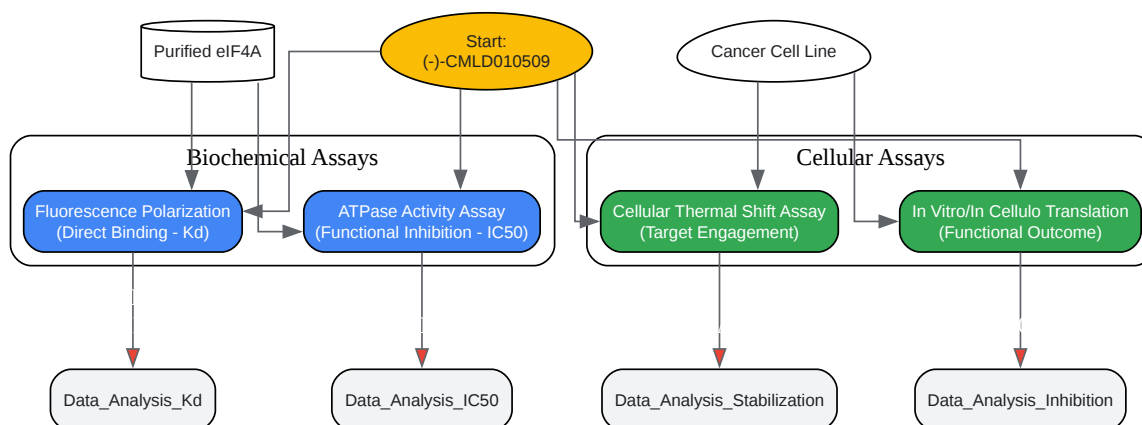 Purified eIF4A
Start:
(-)-CMLD010509
Cancer Cell Line
Biochemical Assays
Cellular Assays
Fluorescence Polarization
(Direct Binding - Kd)
ATPase Activity Assay
(Functional Inhibition - IC50)
Cellular Thermal Shift Assay
(Target Engagement)
In Vitro/In Cellulo Translation
(Functional Outcome)
Data_Analysis_Kd
Data_Analysis_IC50
Data_Analysis_Stabilization
Data_Analysis_Inhibition